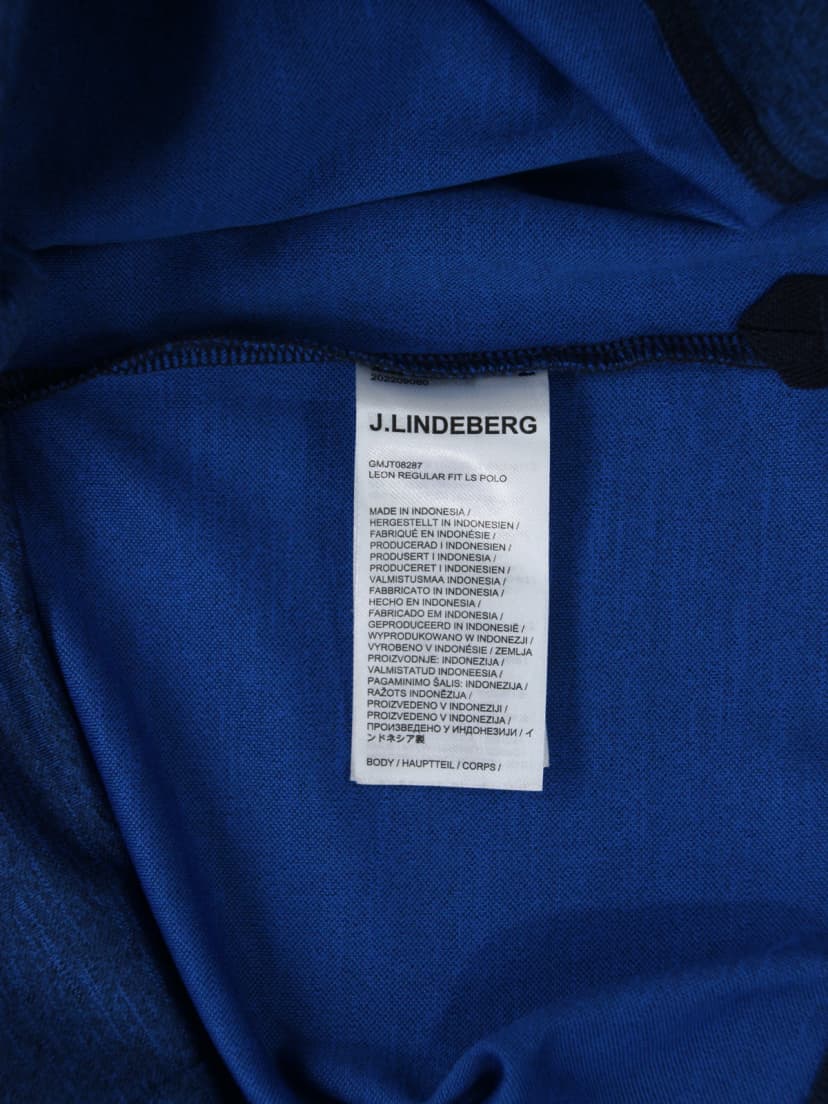 202209080
J.LINDEBERG
GMJT08287
LEON REGULAR FIT LS POLO
MADE IN INDONESIA /
HERGESTELLT IN INDONESIEN /
FABRIQUÉ EN INDONÉSIE /
PRODUCERAD I INDONESIEN /
PRODUSERT I INDONESIA /
PRODUCERET I INDONESIEN /
VALMISTUSMAA INDONESIA /
FABBRICATO IN INDONESIA /
HECHO EN INDONESIA /
FABRICADO EM INDONESIA /
GEPRODUCEERD IN INDONESIË /
WYPRODUKOWANO W INDONEZJI /
VYROBENO V INDONÉSIE / ZEMLJA
PROIZVODNJE: INDONEZIJA /
VALMISTATUD INDONEESIA /
PAGAMINIMO ŠALIS: INDONEZIJA /
RAŽOTS INDONĒZIJA /
PROIZVEDENO V INDONEZIJI /
PROIZVEDENO V INDONEZIJA /
ПРОИЗВЕДЕНО У ИНДОНЕЗИЈИ / イ
ンドネシア製
BODY / HAUPTTEIL / CORPS /